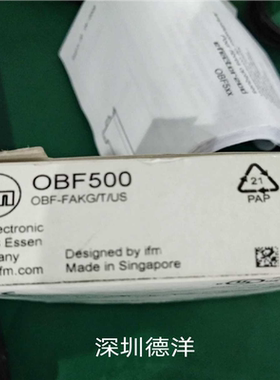 OBF5xx
OBF500
OBF-FAKG/T/US
21
PAP
ectronic
Essen
any
fm.com
Designed by ifm
Made in Singapore
深圳德洋